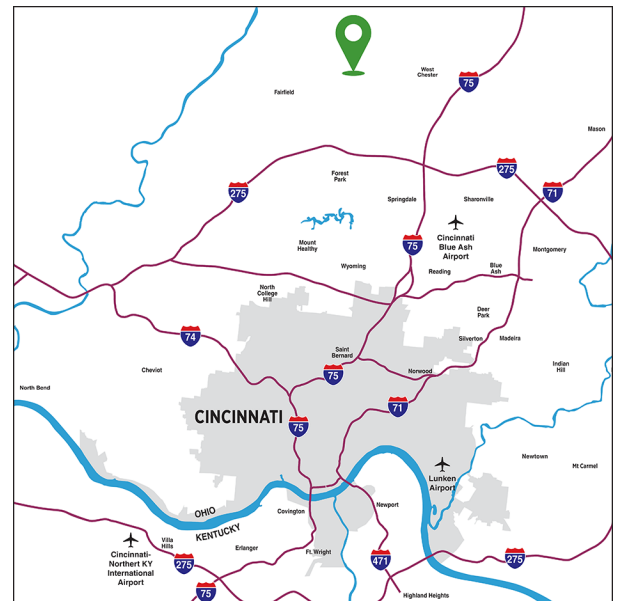 West
Chester
75
Fairfield
Mason
275
Forest
Park
275
71
Springdale
Sharonville
Mount
Healthy
75
Cincinnati
Blue Ash
Airport
Montgomery
Wyoming
Reading
Blue
Ash
North
College
Hill
Deer
Park
74
Silverton
Madeira
Saint
Bernard
Cheviot
75
Norwood
Indian
Hill
North Bend
71
CINCINNATI
75
Newtown
Mt Carmel
Lunken
Airport
OHIO
KENTUCKY
Covington
Newport
Villa
Hills
Erlanger
Ft. Wright
Cincinnati-
Northert KY
International
Airport
275
471
275
75
Highland Heights